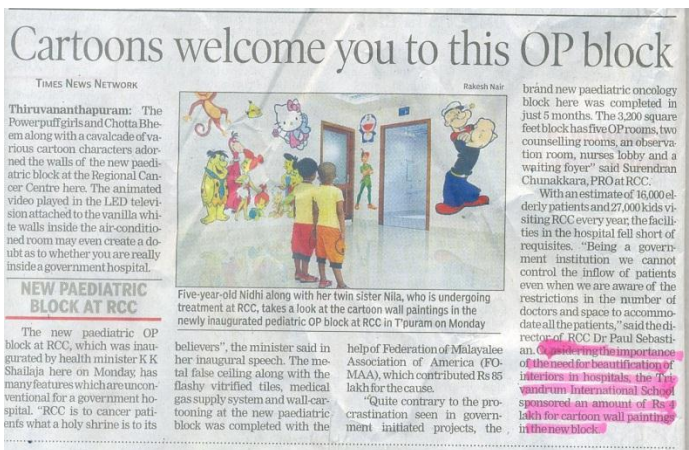 Cartoons welcome you to this OP block
TIMES NEWS NETWORK
Thiruvananthapuram: The
Powerpuff girls and Chotta Bhe-
em along with a cavalcade of va-
rious cartoon characters ador-
ned the walls of the new paedi-
atric block at the Regional Can-
cer Centre here. The animated
video played in the LED televi-
sion attached to the vanilla whi-
te walls inside the air-conditio-
ned room may even create a do-
ubt as to whether you are really
inside a government hospital.
NEW PAEDIATRIC
BLOCK AT RCC
The new paediatric OP
block at RCC, which was inau-
gurated by health minister K K
Shailaja here on Monday, has
many features which are uncon-
ventional for a government ho-
spital. "RCC is to cancer pati-
ents what a holy shrine is to its
Rakesh Nair
Five-year-old Nidhi along with her twin sister Nila, who is undergoing
treatment at RCC, takes a look at the cartoon wall paintings in the
newly inaugurated pediatric OP block at RCC in T'puram on Monday
believers", the minister said in
her inaugural speech. The me-
tal false ceiling along with the
flashy vitrified tiles, medical
gas supply system and wall-car-
tooning at the new paediatric
block was completed with the
help of Federation of Malayalee
Association of America (FO-
MAA), which contributed Rs 85
lakh for the cause.
"Quite contrary to the pro-
crastination seen in govern-
ment initiated projects, the
brand new paediatric oncology
block here was completed in
just 5 months. The 3,200 square
feet block has five OP rooms, two
counselling rooms, an observa-
tion room, nurses lobby and a
waiting foyer" said Surendran
Chunakkara, PRO at RCC.
With an estimate of 16,000 el-
derly patients and 27,000 kids vi-
siting RCC every year, the facili-
ties in the hospital fell short of
requisites. "Being a govern-
ment institution we cannot
control the inflow of patients
even when we are aware of the
restrictions in the number of
doctors and space to accommo-
date all the patients," said the di-
rector of RCC Dr Paul Sebasti-
an. Considering the importance
of the need for beautification of
interiors in hospitals, the Tri-
vandrum International School
sponsored an amount of Rs 4
lakh for cartoon wall paintings
in the new block.